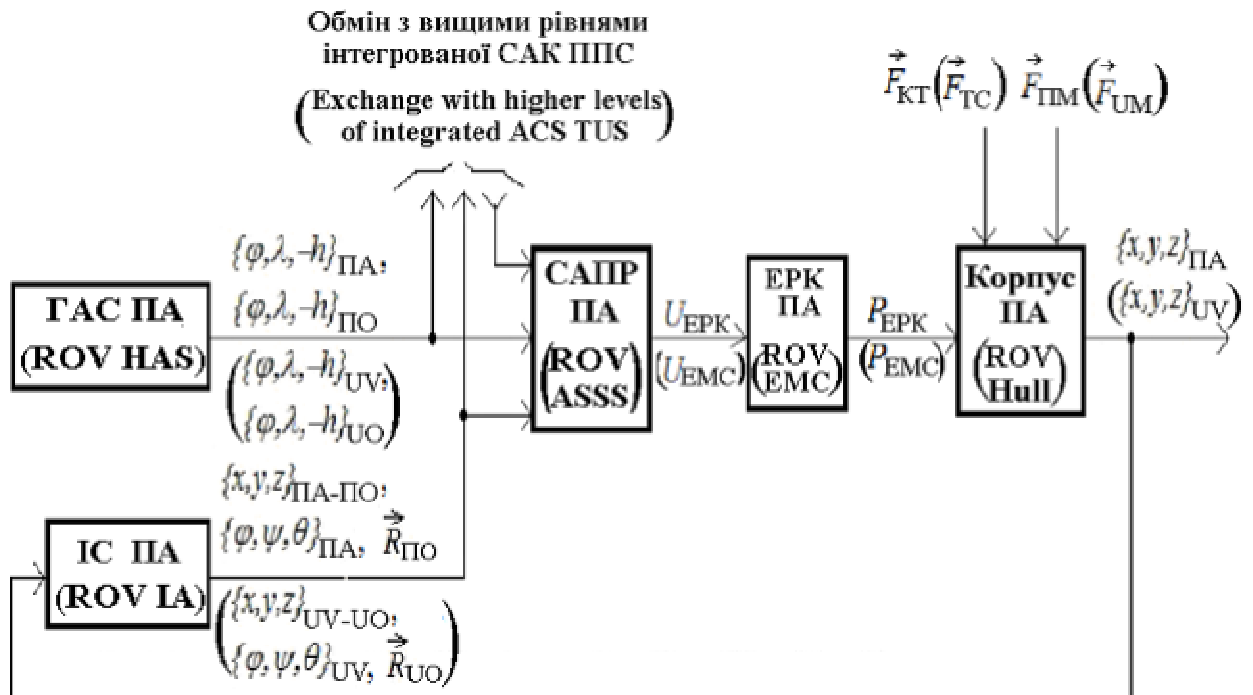 Обмін з вищими рівнями
інтегрованої САК ППС
(Exchange with higher levels
of integrated ACS TUS)
F⃗КТ(F⃗ТС) F⃗ПМ(F⃗UM)
ГАС ПА
(ROV HAS)
{φ,λ,–h}ПА,
{φ,λ,–h}ПО
({φ,λ,–h}UV,
{φ,λ,–h}UO)
САПР
ПА
(ROV
ASSS)
UЕРК
(UEMC)
ЕРК
ПА
(ROV
EMC)
PЕРК
(PEMC)
Корпус
ПА
(ROV
Hull)
{x,y,z}ПА
({x,y,z}UV)
ІС ПА
(ROV IA)
{x,y,z}ПА-ПО,
{φ,ψ,θ}ПА, R⃗ПО
({x,y,z}UV-UO,
{φ,ψ,θ}UV, R⃗UO)